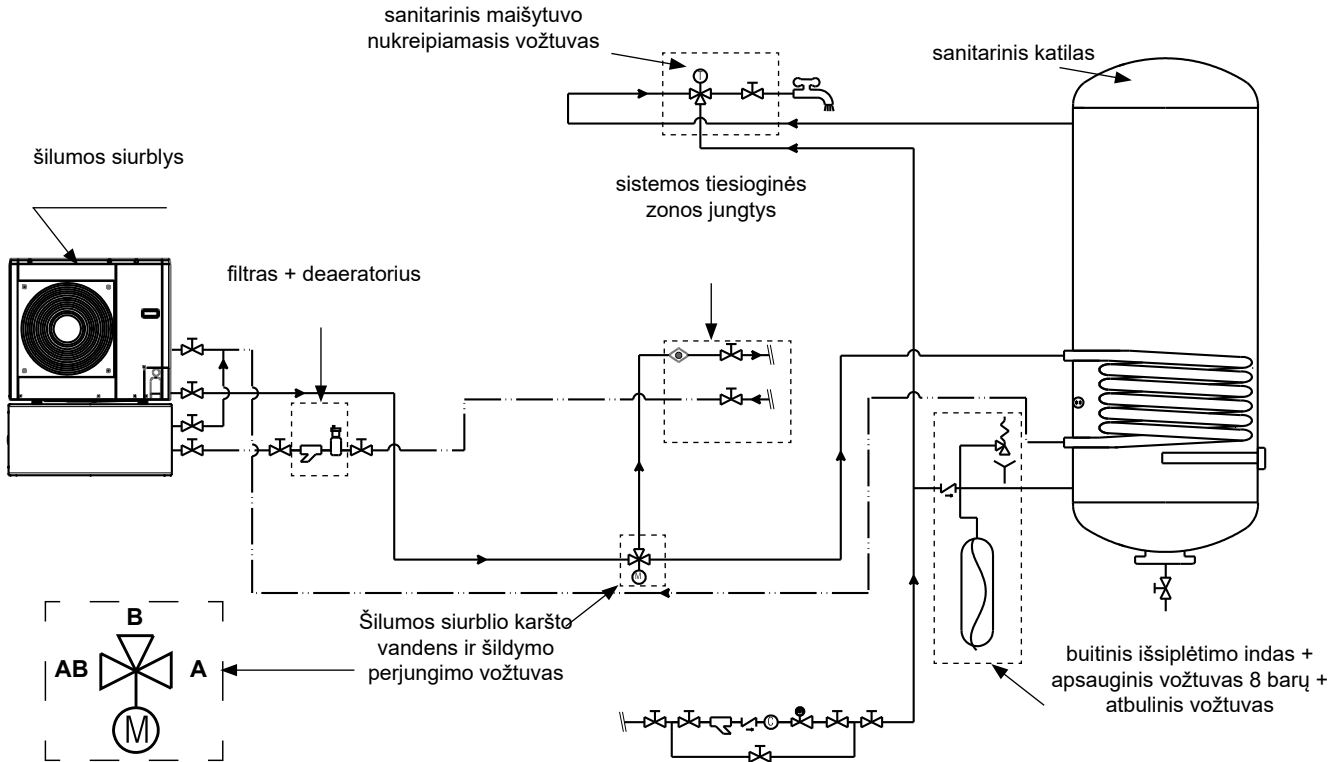 sanitarinis maišytuvo
nukreipiamasis vožtuvas
sanitarinis katilas
T
šilumos siurblys
sistemos tiesioginės
zonos jungtys
filtras + deaeratorius
M
Šilumos siurblio karšto
vandens ir šildymo
perjungimo vožtuvas
B
AB
A
M
buitinis išsiplėtimo indas +
apsauginis vožtuvas 8 barų +
atbulinis vožtuvas
C